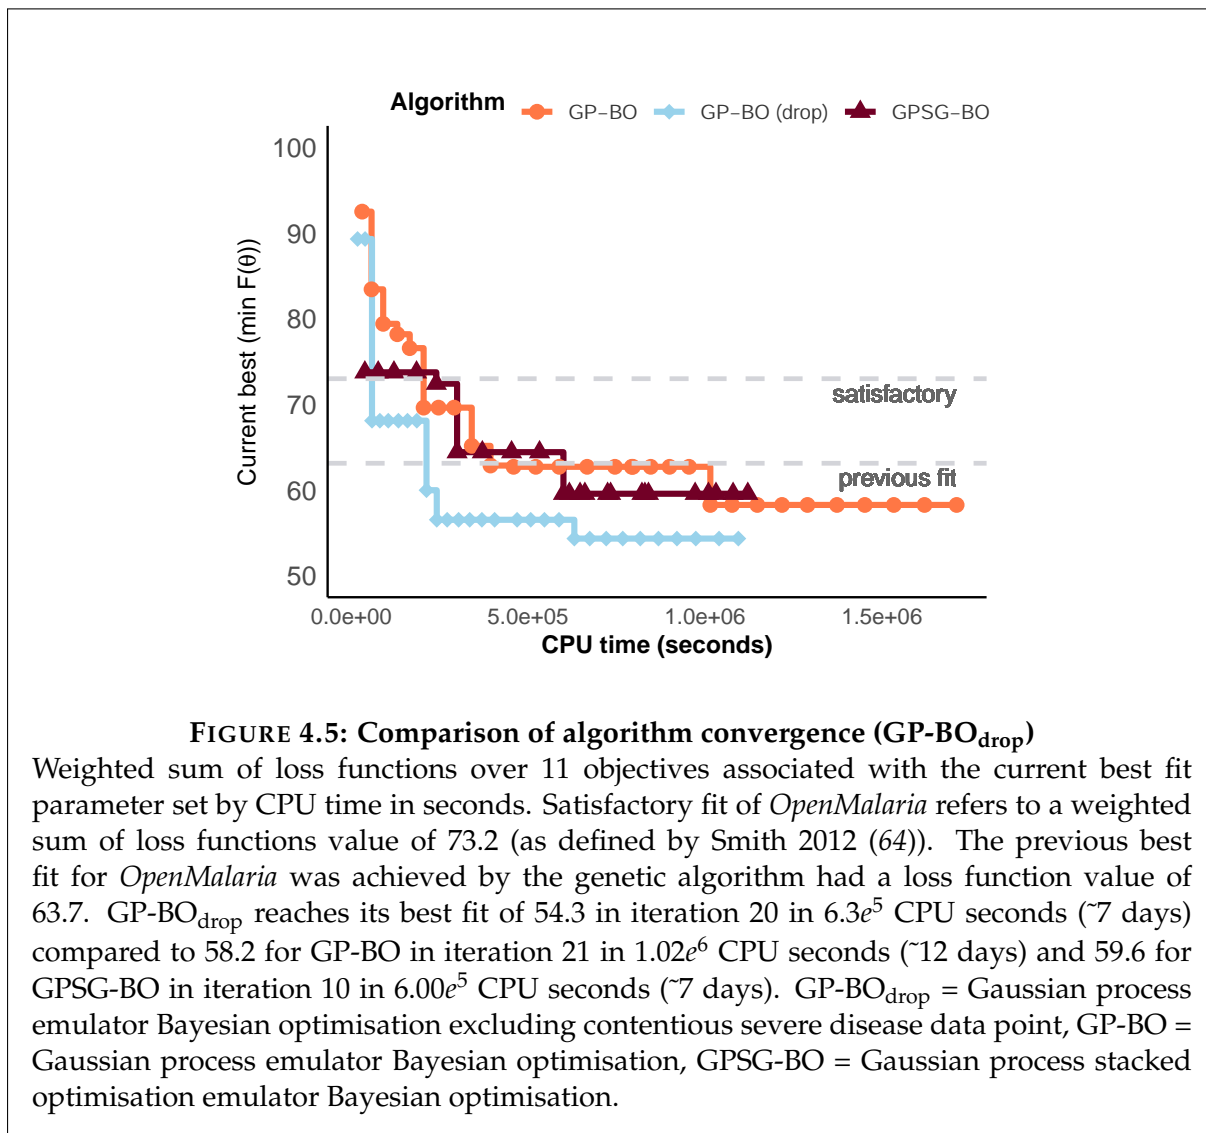 Algorithm GP−BO GP−BO (drop) GPSG−BO
100
90
80
70
60
50
Current best (min F(θ))
satisfactory
previous fit
0.0e+00 5.0e+05 1.0e+06 1.5e+06
CPU time (seconds)
FIGURE 4.5: Comparison of algorithm convergence (GP-BOdrop)
Weighted sum of loss functions over 11 objectives associated with the current best fit
parameter set by CPU time in seconds. Satisfactory fit of OpenMalaria refers to a weighted
sum of loss functions value of 73.2 (as defined by Smith 2012 (64)). The previous best
fit for OpenMalaria was achieved by the genetic algorithm had a loss function value of
63.7. GP-BOdrop reaches its best fit of 54.3 in iteration 20 in 6.3e⁵ CPU seconds (˜7 days)
compared to 58.2 for GP-BO in iteration 21 in 1.02e⁶ CPU seconds (˜12 days) and 59.6 for
GPSG-BO in iteration 10 in 6.00e⁵ CPU seconds (˜7 days). GP-BOdrop = Gaussian process
emulator Bayesian optimisation excluding contentious severe disease data point, GP-BO =
Gaussian process emulator Bayesian optimisation, GPSG-BO = Gaussian process stacked
optimisation emulator Bayesian optimisation.